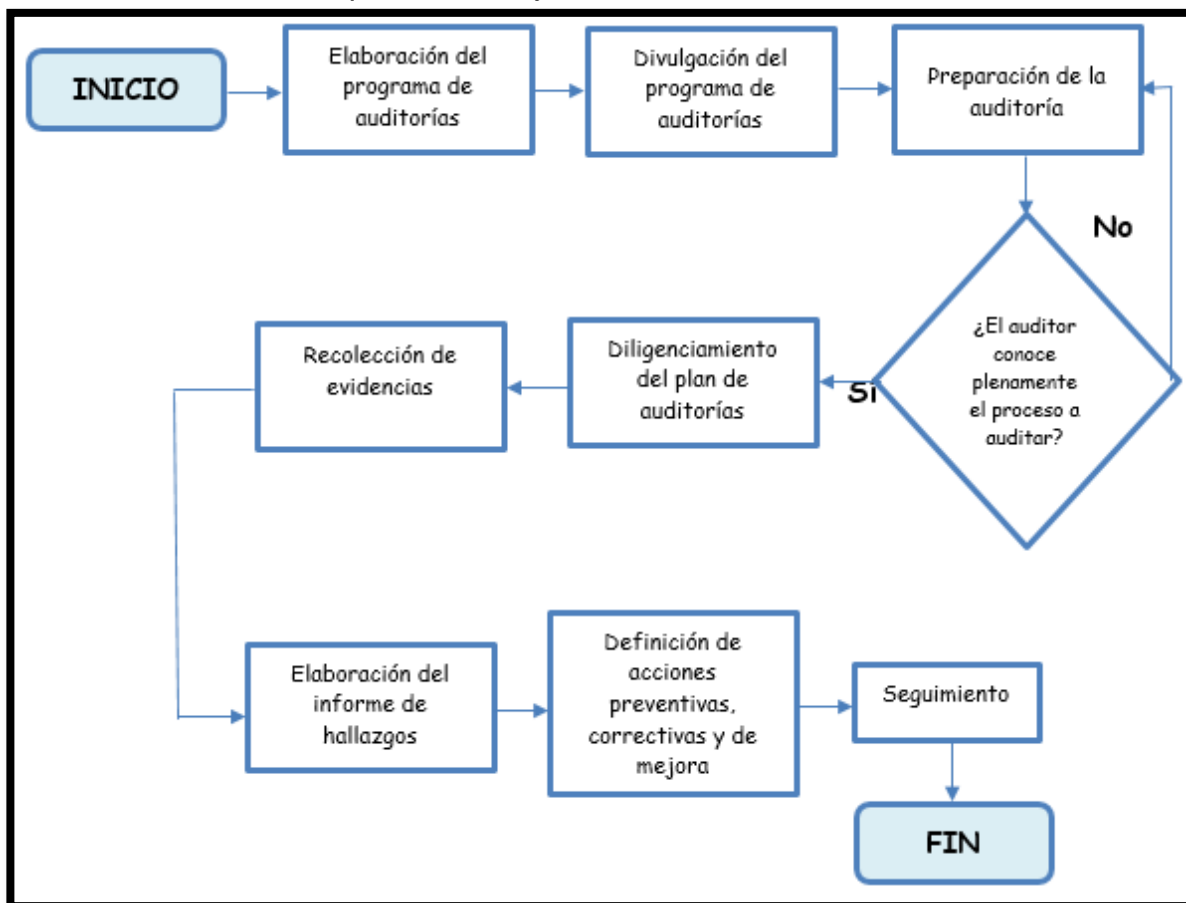 INICIO
Elaboración del
programa de
auditorías
Divulgación del
programa de
auditorías
Preparación de la
auditoría
No
¿El auditor
conoce
plenamente
el proceso a
auditar?
Sí
Diligenciamiento
del plan de
auditorías
Recolección de
evidencias
Elaboración del
informe de
hallazgos
Definición de
acciones
preventivas,
correctivas y de
mejora
Seguimiento
FIN